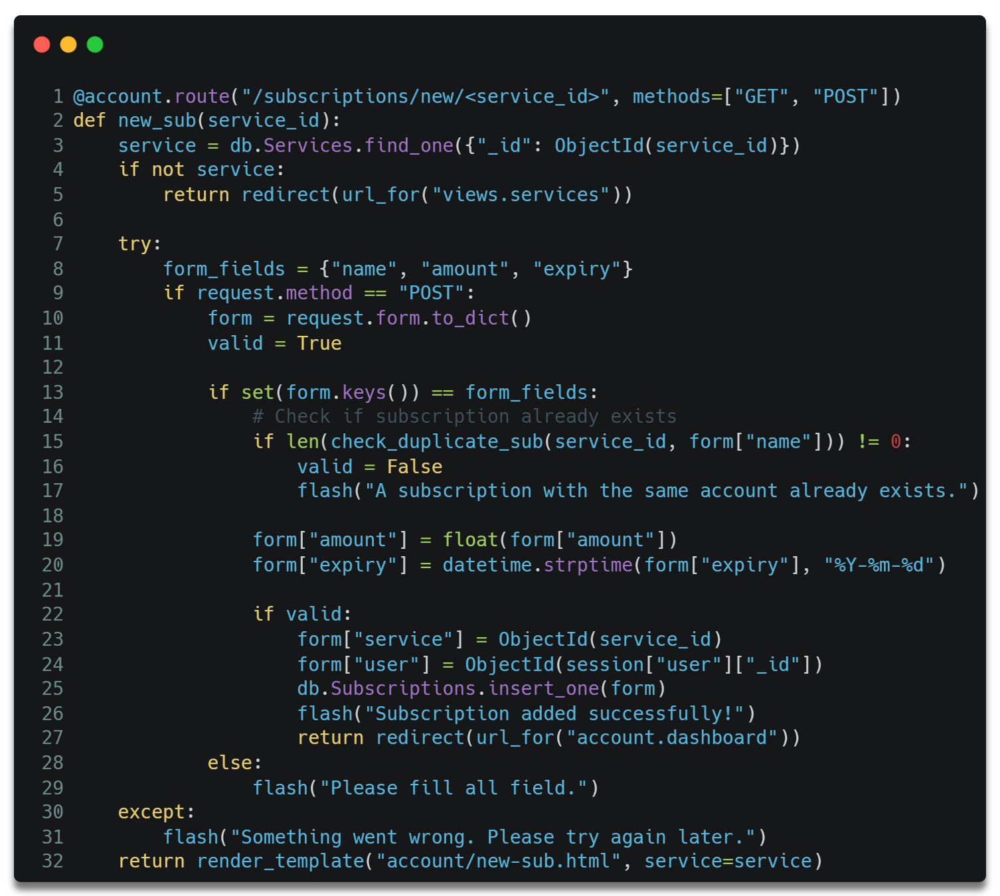 1 @account.route("/subscriptions/new/<service_id>", methods=["GET", "POST"])
2 def new_sub(service_id):
3     service = db.Services.find_one({"_id": ObjectId(service_id)})
4     if not service:
5         return redirect(url_for("views.services"))
6
7     try:
8         form_fields = {"name", "amount", "expiry"}
9         if request.method == "POST":
10             form = request.form.to_dict()
11             valid = True
12
13             if set(form.keys()) == form_fields:
14                 # Check if subscription already exists
15                 if len(check_duplicate_sub(service_id, form["name"])) != 0:
16                     valid = False
17                     flash("A subscription with the same account already exists.")
18
19                 form["amount"] = float(form["amount"])
20                 form["expiry"] = datetime.strptime(form["expiry"], "%Y-%m-%d")
21
22                 if valid:
23                     form["service"] = ObjectId(service_id)
24                     form["user"] = ObjectId(session["user"]["_id"])
25                     db.Subscriptions.insert_one(form)
26                     flash("Subscription added successfully!")
27                     return redirect(url_for("account.dashboard"))
28             else:
29                 flash("Please fill all field.")
30     except:
31         flash("Something went wrong. Please try again later.")
32     return render_template("account/new-sub.html", service=service)